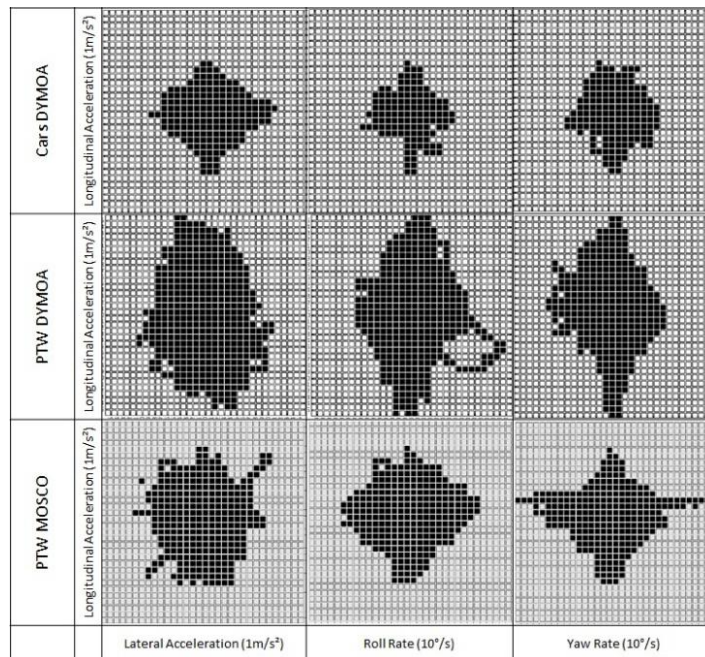 Cars DYMOA
Longitudinal Acceleration (1m/s²)
PTW DYMOA
Longitudinal Acceleration (1m/s²)
PTW MOSCO
Longitudinal Acceleration (1m/s²)
Lateral Acceleration (1m/s²)
Roll Rate (10°/s)
Yaw Rate (10°/s)